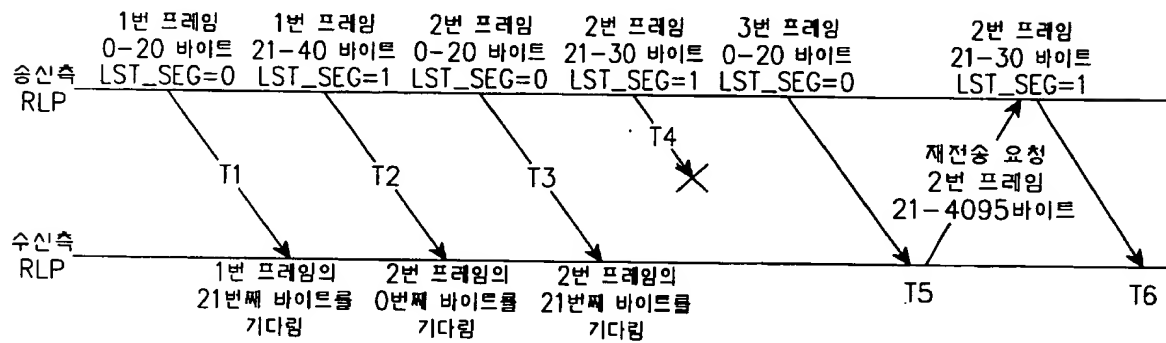 1번 프레임
0-20 바이트
LST_SEG=0
1번 프레임
21-40 바이트
LST_SEG=1
2번 프레임
0-20 바이트
LST_SEG=0
2번 프레임
21-30 바이트
LST_SEG=1
3번 프레임
0-20 바이트
LST_SEG=0
2번 프레임
21-30 바이트
LST_SEG=1
송신측
RLP
T1
T2
T3
T4
재전송 요청
2번 프레임
21-4095바이트
수신측
RLP
1번 프레임의
21번째 바이트를
기다림
2번 프레임의
0번째 바이트를
기다림
2번 프레임의
21번째 바이트를
기다림
T5
T6